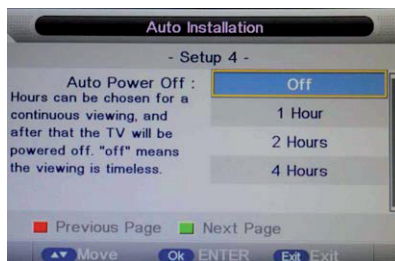 Auto Installation
- Setup 4 -
Auto Power Off :
Hours can be chosen for a
continuous viewing, and
after that the TV will be
powered off. "off" means
the viewing is timeless.
Off
1 Hour
2 Hours
4 Hours
Previous Page Next Page
Move Ok ENTER Exit Exit